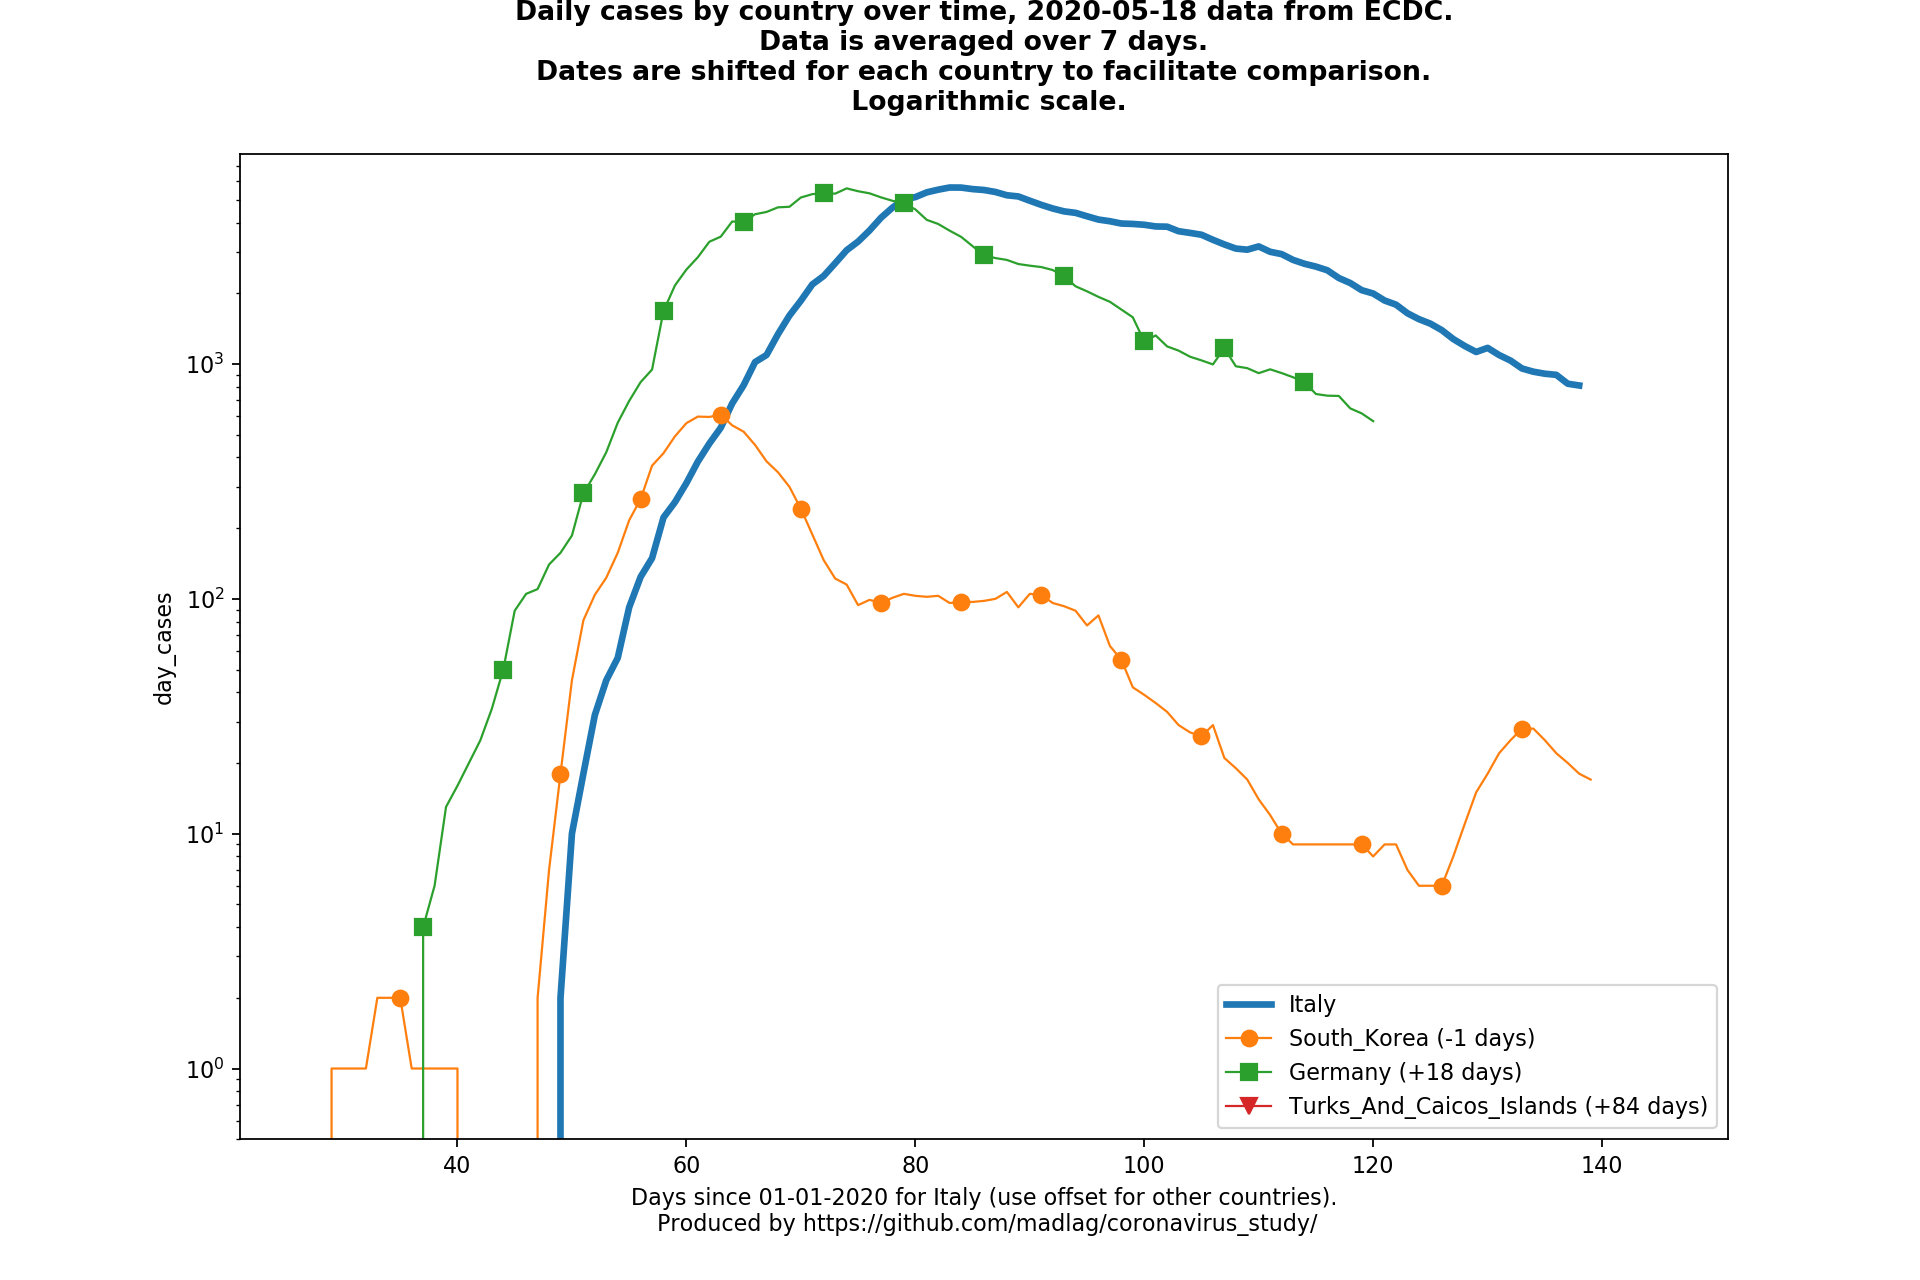 Daily cases by country over time, 2020-05-18 data from ECDC.
Data is averaged over 7 days.
Dates are shifted for each country to facilitate comparison.
Logarithmic scale.
10³
10²
10¹
10⁰
day_cases
Italy
South_Korea (-1 days)
Germany (+18 days)
Turks_And_Caicos_Islands (+84 days)
40 60 80 100 120 140
Days since 01-01-2020 for Italy (use offset for other countries).
Produced by https://github.com/madlag/coronavirus_study/